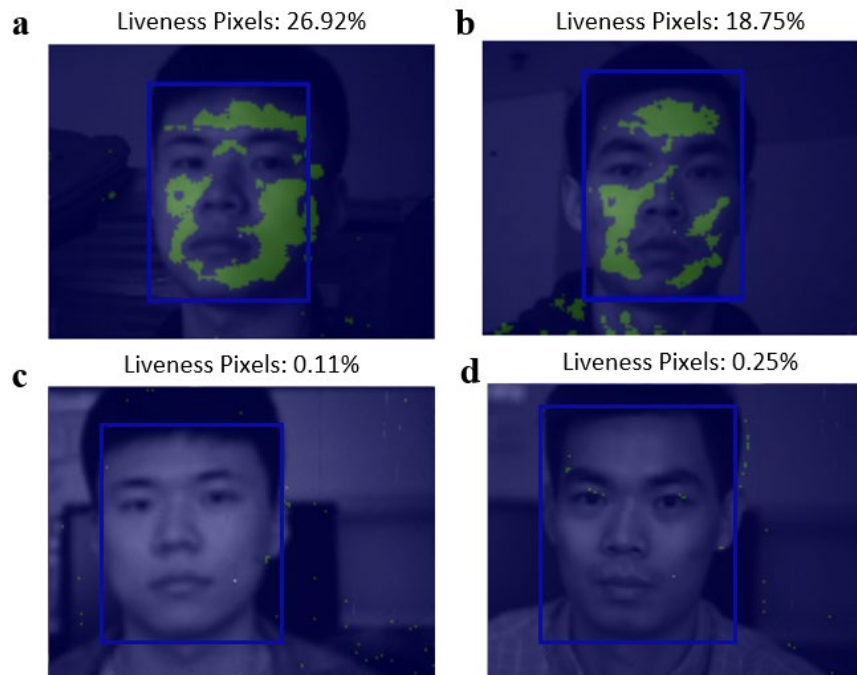 a
Liveness Pixels: 26.92%
b
Liveness Pixels: 18.75%
c
Liveness Pixels: 0.11%
d
Liveness Pixels: 0.25%